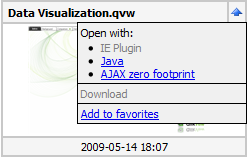 Data Visualization.qvw
Open with:
IE Plugin
Java
AJAX zero footprint
Download
Add to favorites
2009-05-14 18:07